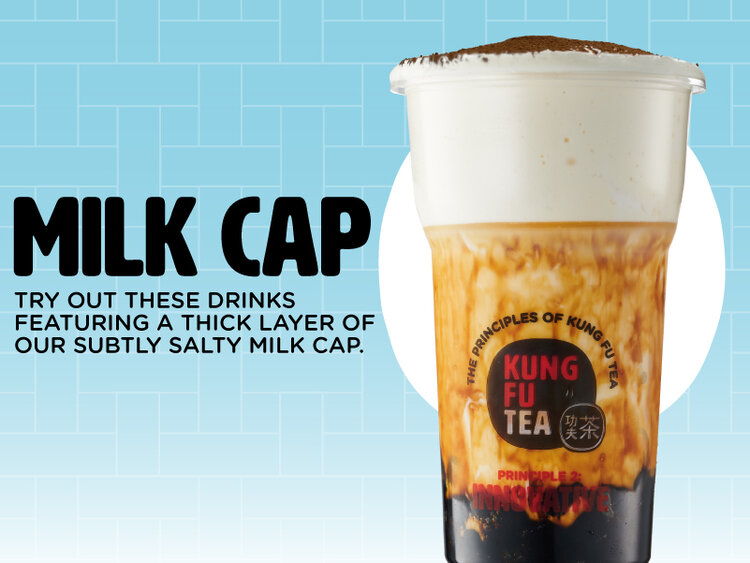 MILK CAP
TRY OUT THESE DRINKS
FEATURING A THICK LAYER OF
OUR SUBTLY SALTY MILK CAP.
THE PRINCIPLES OF KUNG FU TEA
KUNG
FU
TEA
功夫
茶
PRINCIPLE 2:
INNOVATIVE